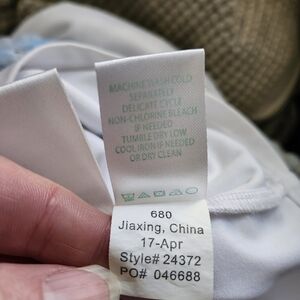 MACHINE WASH COLD
SEPARATELY
DELICATE CYCLE
NON-CHLORINE BLEACH
IF NEEDED
TUMBLE DRY LOW
COOL IRON IF NEEDED
OR DRY CLEAN
680
Jiaxing, China
17-Apr
Style# 24372
PO# 046688